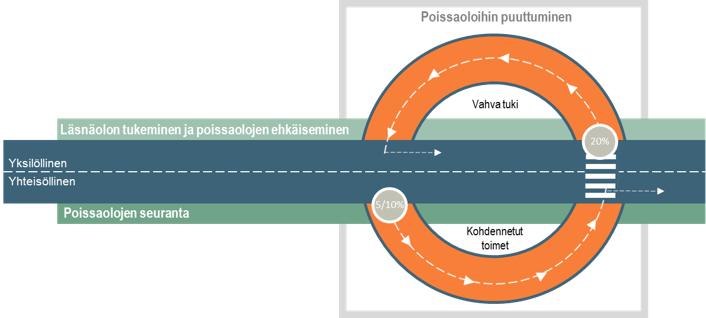 Poissaoloihin puuttuminen
Vahva tuki
Läsnäolon tukeminen ja poissaolojen ehkäiseminen
20%
Yksilöllinen
Yhteisöllinen
5/10%
Poissaolojen seuranta
Kohdennetut
toimet